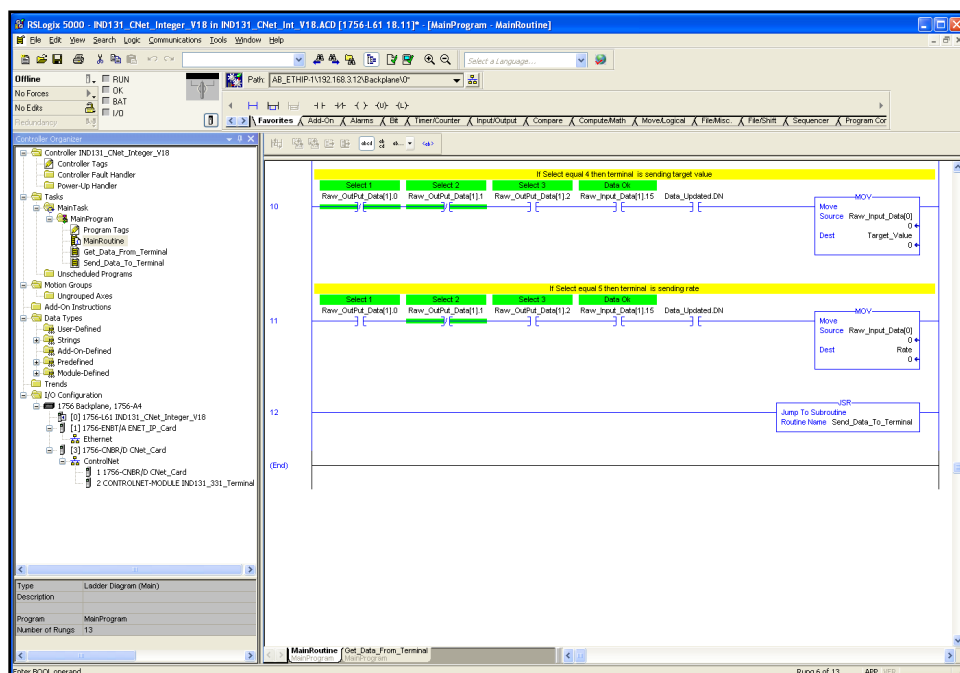 RSLogix 5000 - IND131_CNet_Integer_V18 in IND131_CNet_Int_V18.ACD [1756-L61 18.11]* - [MainProgram - MainRoutine]
File Edit View Search Logic Communications Tools Window Help
Select a Language...
Offline
RUN
No Forces
OK
No Edits
BAT
Redundancy
I/O
Path: AB_ETHIP-1\192.168.3.12\Backplane\0*
Favorites Add-On Alarms Bit Timer/Counter Input/Output Compare Compute/Math Move/Logical File/Misc. File/Shift Sequencer Program Cor
Controller Organizer
Controller IND131_CNet_Integer_V18
Controller Tags
Controller Fault Handler
Power-Up Handler
Tasks
MainTask
MainProgram
Program Tags
MainRoutine
Get_Data_From_Terminal
Send_Data_To_Terminal
Unscheduled Programs
Motion Groups
Ungrouped Axes
Add-On Instructions
Data Types
User-Defined
Strings
Add-On-Defined
Predefined
Module-Defined
Trends
I/O Configuration
1756 Backplane, 1756-A4
[0] 1756-L61 IND131_CNet_Integer_V18
[1] 1756-ENBT/A ENET_IP_Card
Ethernet
[3] 1756-CNBR/D CNet_Card
ControlNet
1 1756-CNBR/D CNet_Card
2 CONTROLNET-MODULE IND131_331_Terminal
Type Ladder Diagram (Main)
Description
Program MainProgram
Number of Rungs 13
abcd
If Select equal 4 then terminal is sending target value
Select 1 Select 2 Select 3 Data Ok
Raw_OutPut_Data[1].0 Raw_OutPut_Data[1].1 Raw_OutPut_Data[1].2 Raw_Input_Data[1].15 Data_Updated.DN
10
MOV
Move
Source Raw_Input_Data[0]
0
Dest Target_Value
0
If Select equal 5 then terminal is sending rate
Select 1 Select 2 Select 3 Data Ok
Raw_OutPut_Data[1].0 Raw_OutPut_Data[1].1 Raw_OutPut_Data[1].2 Raw_Input_Data[1].15 Data_Updated.DN
11
MOV
Move
Source Raw_Input_Data[0]
0
Dest Rate
0
12
JSR
Jump To Subroutine
Routine Name Send_Data_To_Terminal
(End)
MainRoutine Get_Data_From_Terminal
MainProgram MainProgram
Enter BOOL operand
Rung 6 of 13 APP VER